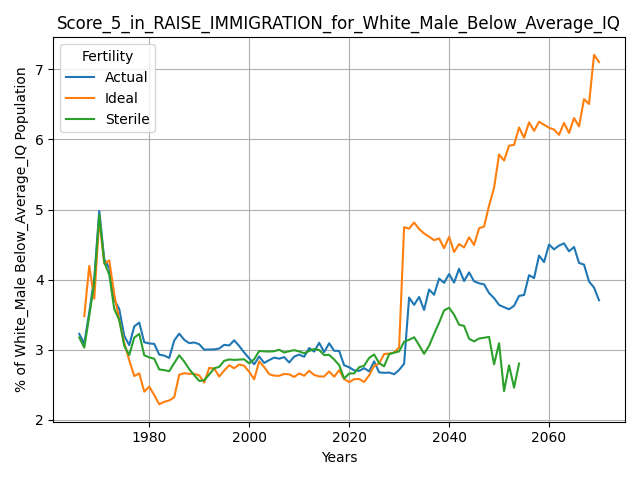 Score_5_in_RAISE_IMMIGRATION_for_White_Male_Below_Average_IQ
% of White_Male Below_Average_IQ Population
7
6
5
4
3
2
Fertility
Actual
Ideal
Sterile
1980
2000
2020
2040
2060
Years